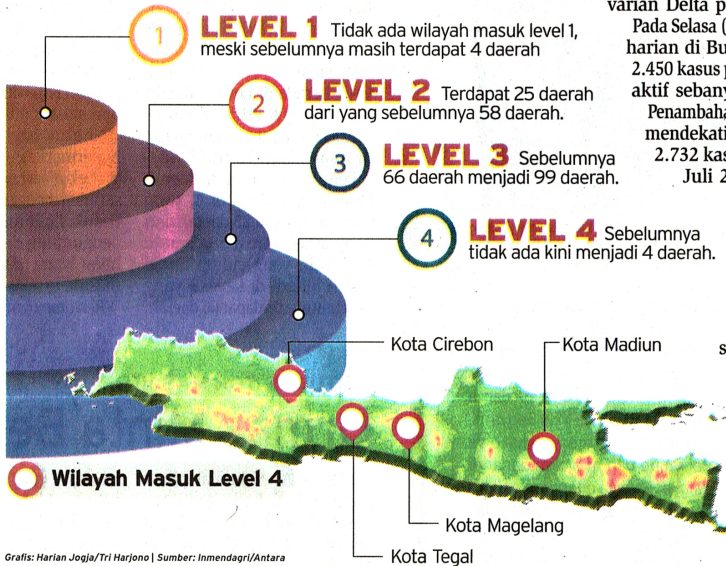 1
LEVEL 1 Tidak ada wilayah masuk level 1,
meski sebelumnya masih terdapat 4 daerah
2
LEVEL 2 Terdapat 25 daerah
dari yang sebelumnya 58 daerah.
3
LEVEL 3 Sebelumnya
66 daerah menjadi 99 daerah.
4
LEVEL 4 Sebelumnya
tidak ada kini menjadi 4 daerah.
varian Delta p
Pada Selasa (
harian di Bu
2.450 kasus p
aktif sebany
Penambaha
mendekati
2.732 kas
Juli 2
s
Kota Cirebon
Kota Madiun
Wilayah Masuk Level 4
Kota Magelang
Kota Tegal
Grafis: Harian Jogja/Tri Harjono | Sumber: Inmendagri/Antara